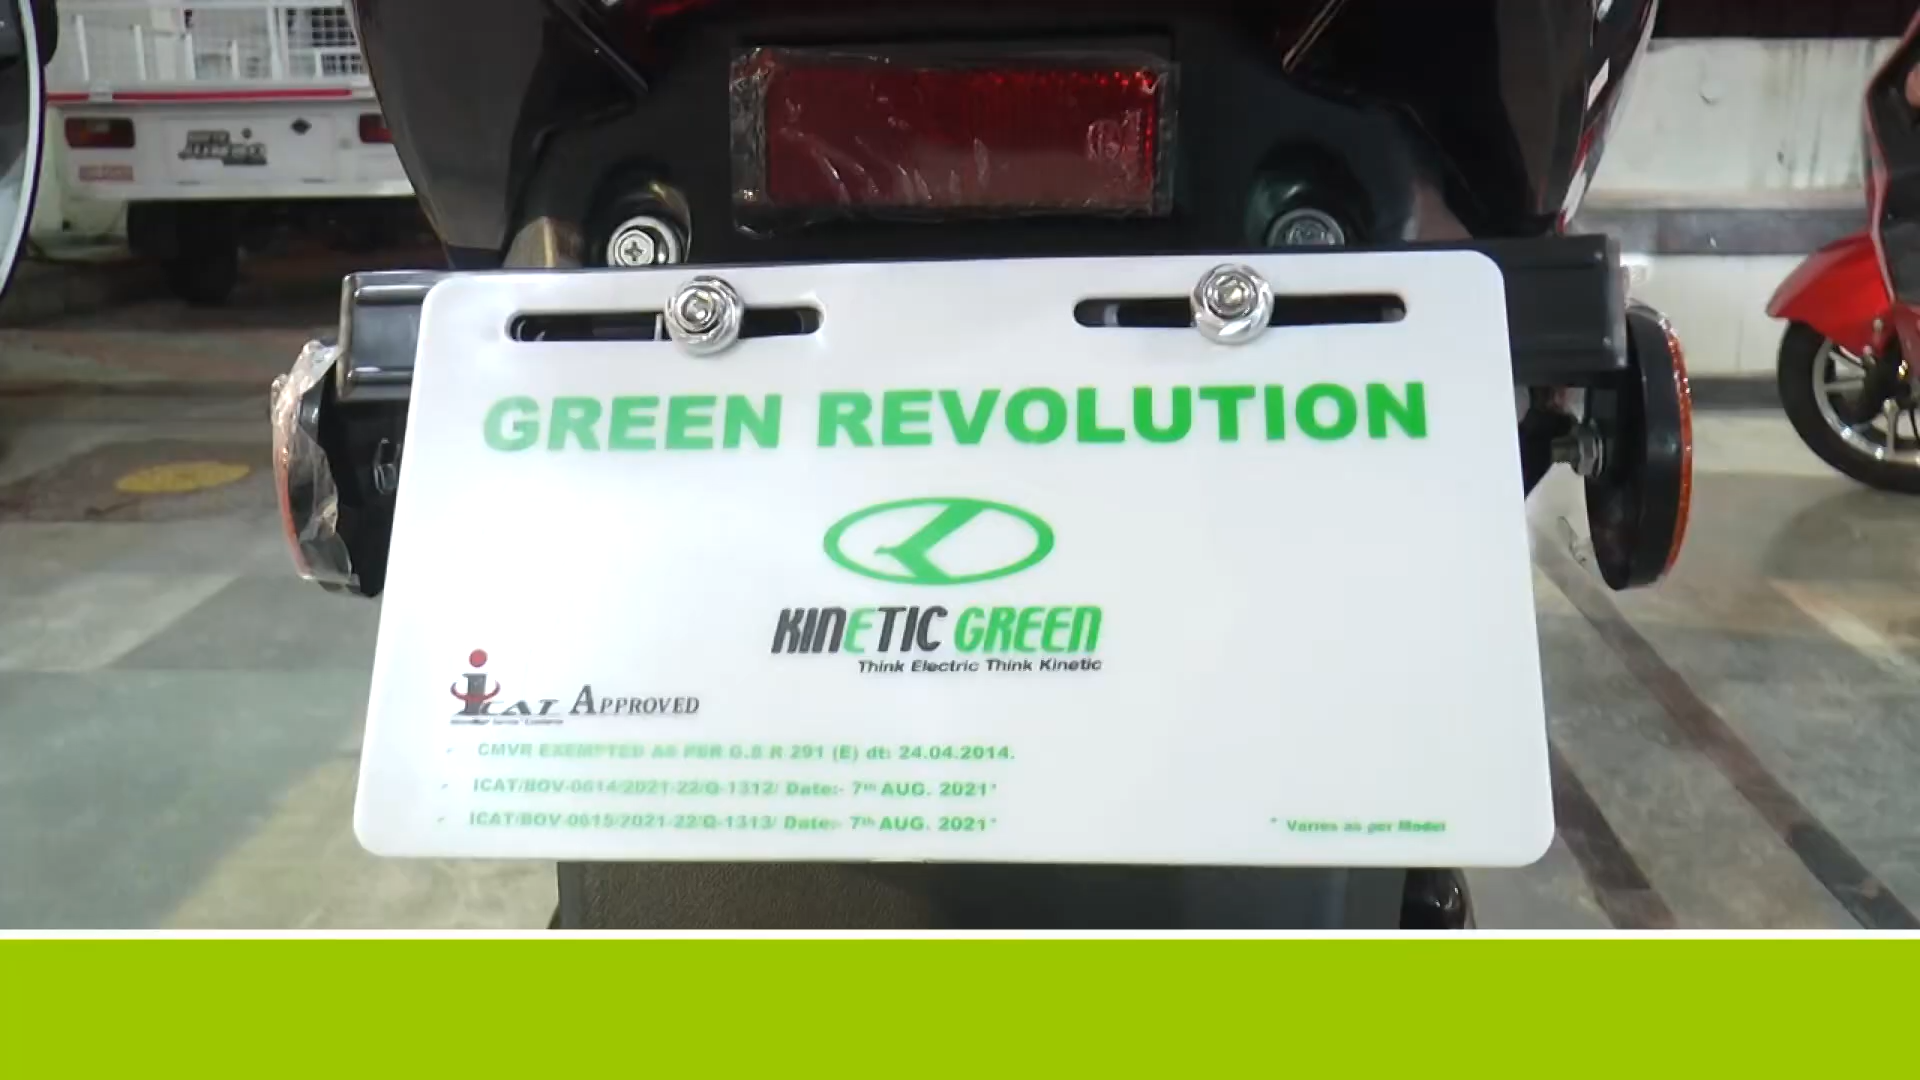 GREEN REVOLUTION
KINETIC GREEN
Think Electric Think Kinetic
iCAT APPROVED
CMVR EXEMPTED AS PER G.S R 291 (E) dt: 24.04.2014.
ICAT/BOV-0614/2021-22/Q-1312/ Date:- 7th AUG. 2021*
ICAT/BOV-0615/2021-22/Q-1313/ Date:- 7th AUG. 2021*
* Varies as per Model